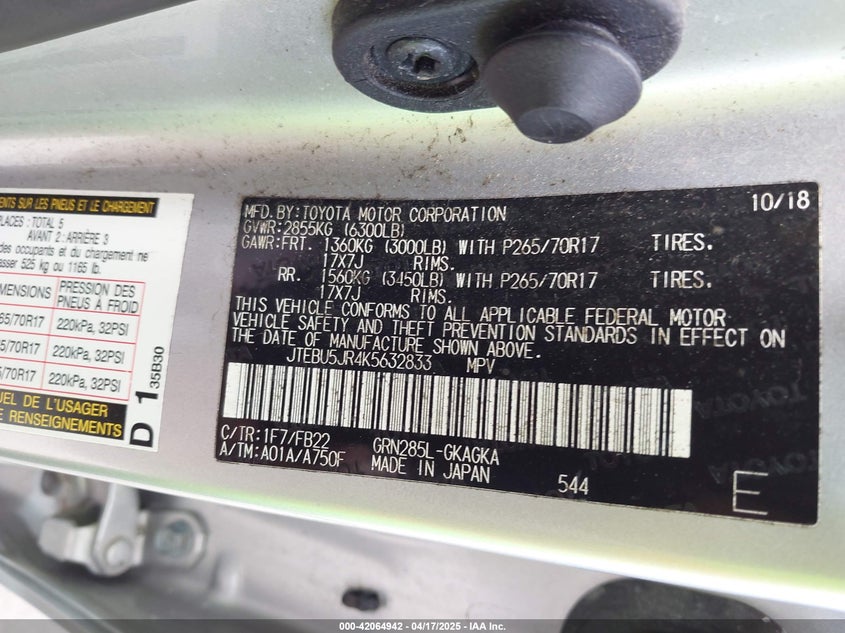 ENTS SUR LES PNEUS ET LE CHARGEMENT
PLACES: TOTAL 5
AVANT 2: ARRIÈRE 3
des occupants et du chargement ne
asser 525 kg ou 1165 lb.
MENSIONS PRESSION DES PNEUS À FROID
65/70R17 220kPa, 32PSI
5/70R17 220kPa, 32PSI
/70R17 220kPa, 32PSI
UEL DE L'USAGER
E RENSEIGNEMENTS
D 1 35B30
10/18
MFD. BY: TOYOTA MOTOR CORPORATION
GVWR: 2855KG (6300LB)
GAWR: FRT. 1360KG (3000LB) WITH P265/70R17 TIRES.
17X7J RIMS.
RR. 1560KG (3450LB) WITH P265/70R17 TIRES.
17X7J RIMS.
THIS VEHICLE CONFORMS TO ALL APPLICABLE FEDERAL MOTOR
VEHICLE SAFETY AND THEFT PREVENTION STANDARDS IN EFFECT ON
THE DATE OF MANUFACTURE SHOWN ABOVE.
JTEBU5JR4K5632833 MPV
C/TR: 1F7/FB22 GRN285L-GKAGKA
A/TM: A01A/A750F MADE IN JAPAN
544
E
000-42064942 | 04/17/2025 - IAA Inc.